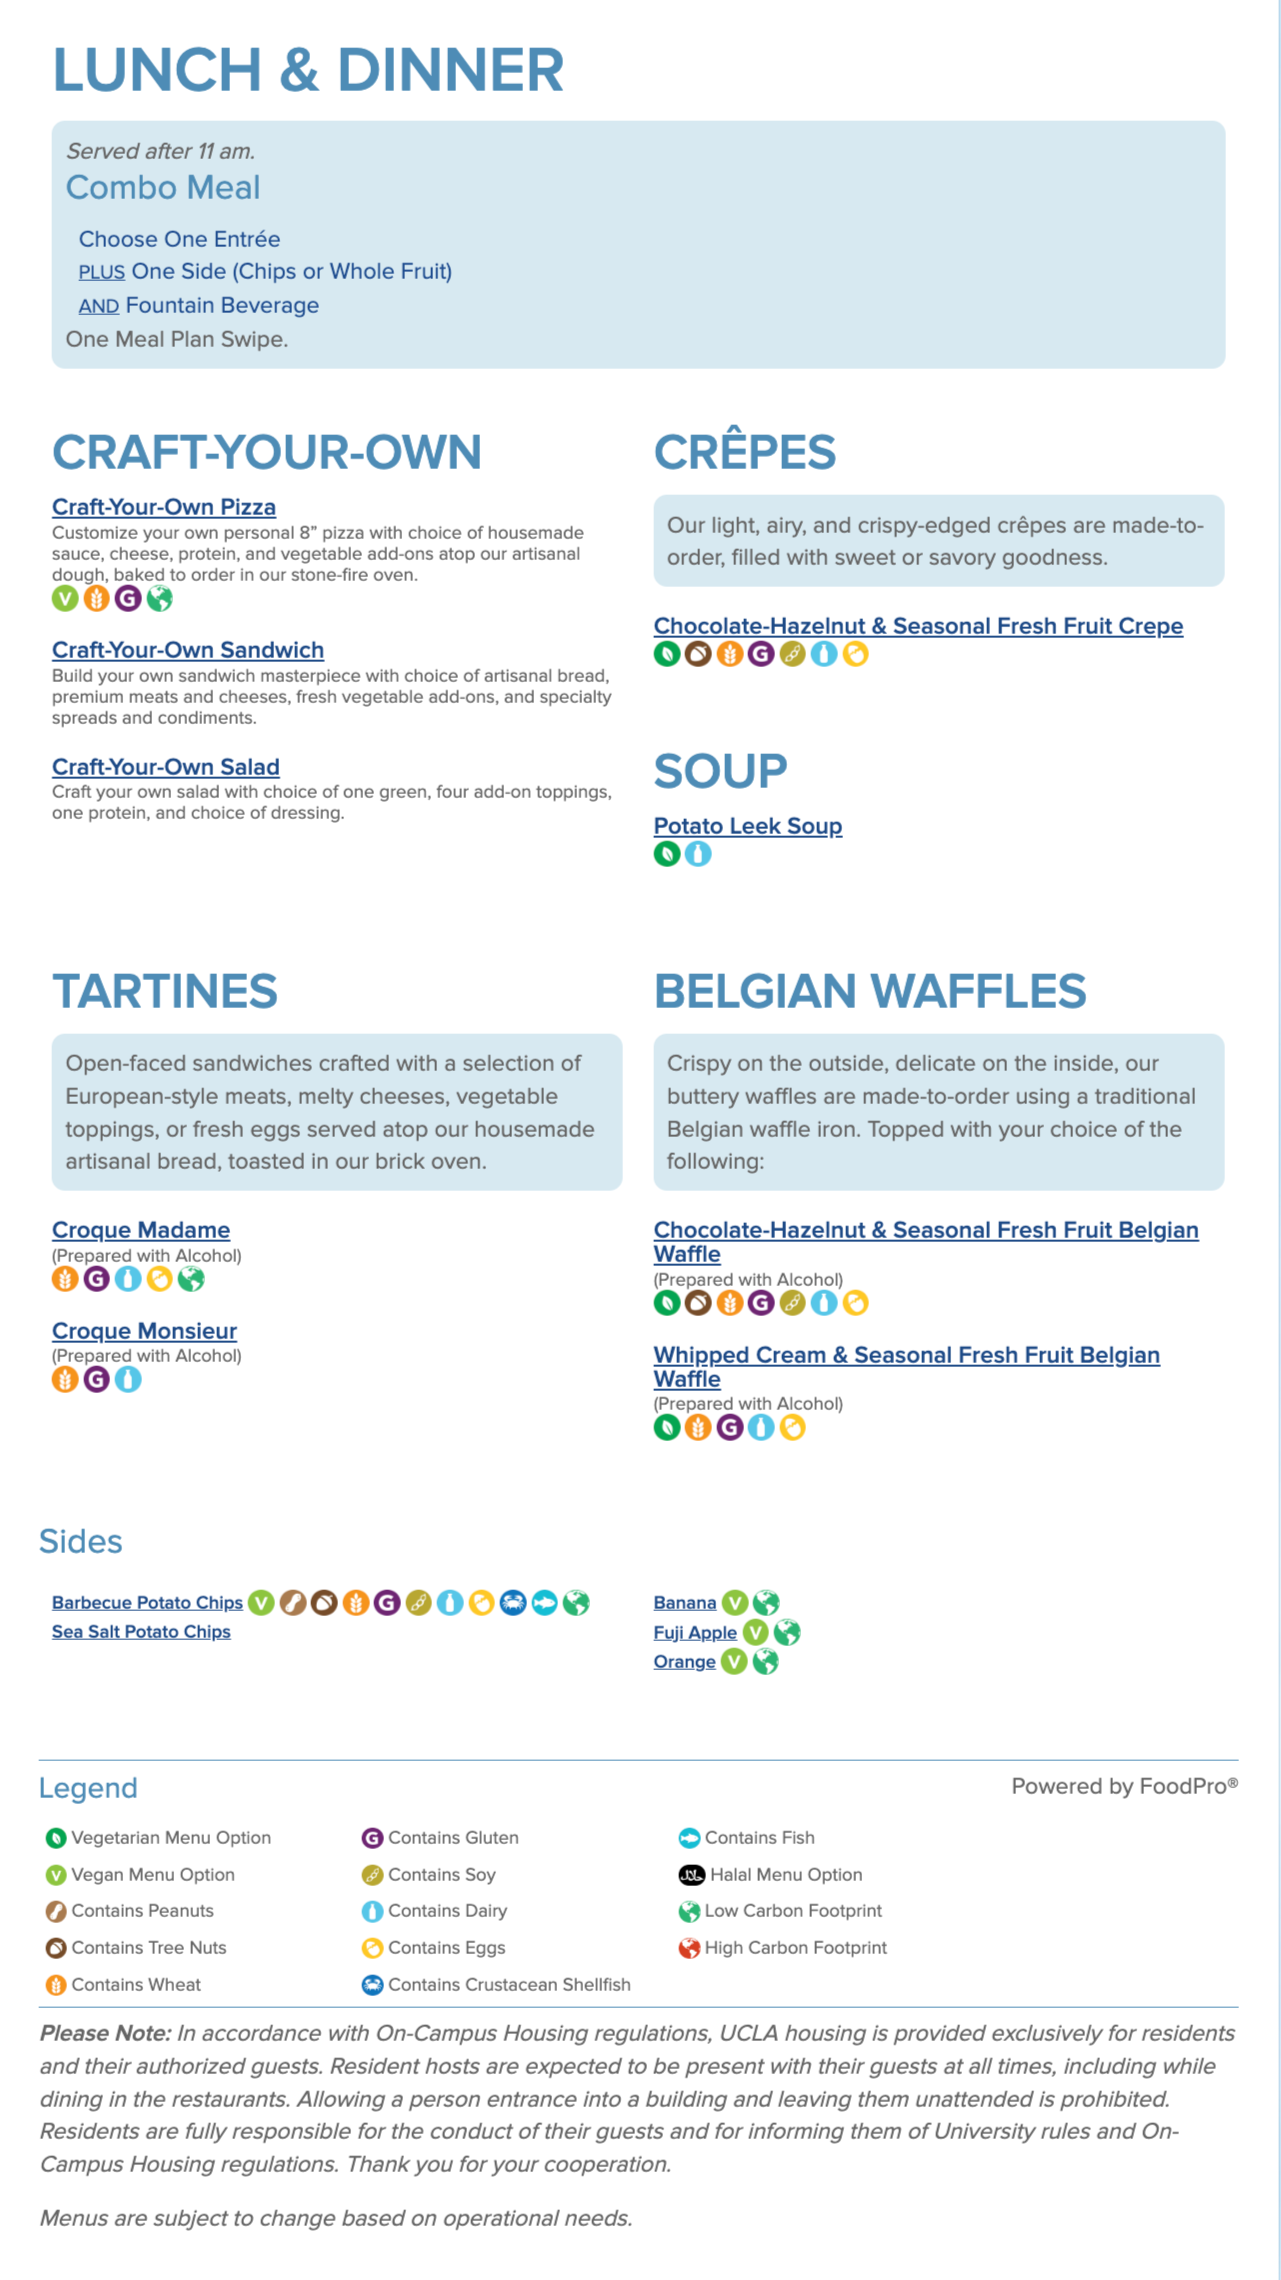 LUNCH & DINNER
Served after 11 am.
Combo Meal
Choose One Entrée
PLUS One Side (Chips or Whole Fruit)
AND Fountain Beverage
One Meal Plan Swipe.
CRAFT-YOUR-OWN
Craft-Your-Own Pizza
Customize your own personal 8” pizza with choice of housemade
sauce, cheese, protein, and vegetable add-ons atop our artisanal
dough, baked to order in our stone-fire oven.
V G
Craft-Your-Own Sandwich
Build your own sandwich masterpiece with choice of artisanal bread,
premium meats and cheeses, fresh vegetable add-ons, and specialty
spreads and condiments.
Craft-Your-Own Salad
Craft your own salad with choice of one green, four add-on toppings,
one protein, and choice of dressing.
CRÊPES
Our light, airy, and crispy-edged crêpes are made-to-
order, filled with sweet or savory goodness.
Chocolate-Hazelnut & Seasonal Fresh Fruit Crepe
G
SOUP
Potato Leek Soup
TARTINES
Open-faced sandwiches crafted with a selection of
European-style meats, melty cheeses, vegetable
toppings, or fresh eggs served atop our housemade
artisanal bread, toasted in our brick oven.
Croque Madame
(Prepared with Alcohol)
G
Croque Monsieur
(Prepared with Alcohol)
G
BELGIAN WAFFLES
Crispy on the outside, delicate on the inside, our
buttery waffles are made-to-order using a traditional
Belgian waffle iron. Topped with your choice of the
following:
Chocolate-Hazelnut & Seasonal Fresh Fruit Belgian
Waffle
(Prepared with Alcohol)
G
Whipped Cream & Seasonal Fresh Fruit Belgian
Waffle
(Prepared with Alcohol)
G
Sides
Barbecue Potato Chips V G
Sea Salt Potato Chips
Banana V
Fuji Apple V
Orange V
Legend
Powered by FoodPro®
Vegetarian Menu Option
V Vegan Menu Option
Contains Peanuts
Contains Tree Nuts
Contains Wheat
G Contains Gluten
Contains Soy
Contains Dairy
Contains Eggs
Contains Crustacean Shellfish
Contains Fish
حلال Halal Menu Option
Low Carbon Footprint
High Carbon Footprint
Please Note: In accordance with On-Campus Housing regulations, UCLA housing is provided exclusively for residents
and their authorized guests. Resident hosts are expected to be present with their guests at all times, including while
dining in the restaurants. Allowing a person entrance into a building and leaving them unattended is prohibited.
Residents are fully responsible for the conduct of their guests and for informing them of University rules and On-
Campus Housing regulations. Thank you for your cooperation.
Menus are subject to change based on operational needs.